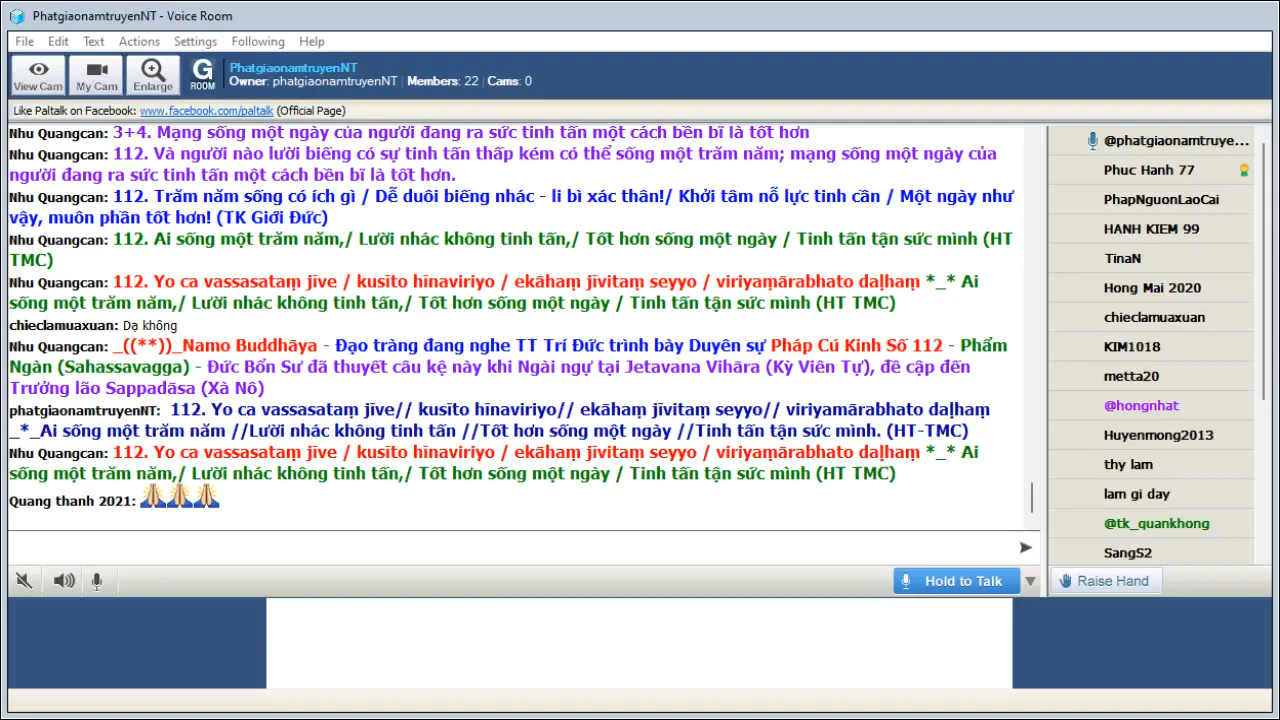 PhatgiaonamtruyenNT - Voice Room
File Edit Text Actions Settings Following Help
View Cam My Cam Enlarge G ROOM
PhatgiaonamtruyenNT
Owner: phatgiaonamtruyenNT | Members: 22 | Cams: 0
Like Paltalk on Facebook: www.facebook.com/paltalk (Official Page)
Nhu Quangcan: 3+4. Mạng sống một ngày của người đang ra sức tinh tấn một cách bền bĩ là tốt hơn
Nhu Quangcan: 112. Và người nào lười biếng có sự tinh tấn thấp kém có thể sống một trăm năm; mạng sống một ngày của
người đang ra sức tinh tấn một cách bền bĩ là tốt hơn.
Nhu Quangcan: 112. Trăm năm sống có ích gì / Dễ duôi biếng nhác - li bì xác thân!/ Khởi tâm nỗ lực tinh cần / Một ngày như
vậy, muôn phần tốt hơn! (TK Giới Đức)
Nhu Quangcan: 112. Ai sống một trăm năm,/ Lười nhác không tinh tấn,/ Tốt hơn sống một ngày / Tinh tấn tận sức mình (HT
TMC)
Nhu Quangcan: 112. Yo ca vassasataṃ jīve / kusīto hīnaviriyo / ekāhaṃ jīvitaṃ seyyo / viriyamārabhato daḷhaṃ *_* Ai
sống một trăm năm,/ Lười nhác không tinh tấn,/ Tốt hơn sống một ngày / Tinh tấn tận sức mình (HT TMC)
chieclamuaxuan: Dạ không
Nhu Quangcan: _((**))_Namo Buddhāya - Đạo tràng đang nghe TT Trí Đức trình bày Duyên sự Pháp Cú Kinh Số 112 - Phẩm
Ngàn (Sahassavagga) - Đức Bổn Sư đã thuyết câu kệ này khi Ngài ngự tại Jetavana Vihāra (Kỳ Viên Tự), đề cập đến
Trưởng lão Sappadāsa (Xà Nô)
phatgiaonamtruyenNT: 112. Yo ca vassasataṃ jīve// kusīto hīnaviriyo// ekāhaṃ jīvitaṃ seyyo// viriyamārabhato daḷhaṃ
_*_Ai sống một trăm năm //Lười nhác không tinh tấn //Tốt hơn sống một ngày //Tinh tấn tận sức mình. (HT-TMC)
Nhu Quangcan: 112. Yo ca vassasataṃ jīve / kusīto hīnaviriyo / ekāhaṃ jīvitaṃ seyyo / viriyamārabhato daḷhaṃ *_* Ai
sống một trăm năm,/ Lười nhác không tinh tấn,/ Tốt hơn sống một ngày / Tinh tấn tận sức mình (HT TMC)
Quang thanh 2021: 🙏🙏🙏
@phatgiaonamtruye...
Phuc Hanh 77
PhapNguonLaoCai
HANH KIEM 99
TinaN
Hong Mai 2020
chieclamuaxuan
KIM1018
metta20
@hongnhat
Huyenmong2013
thy lam
lam gi day
@tk_quankhong
SangS2
Hold to Talk
Raise Hand